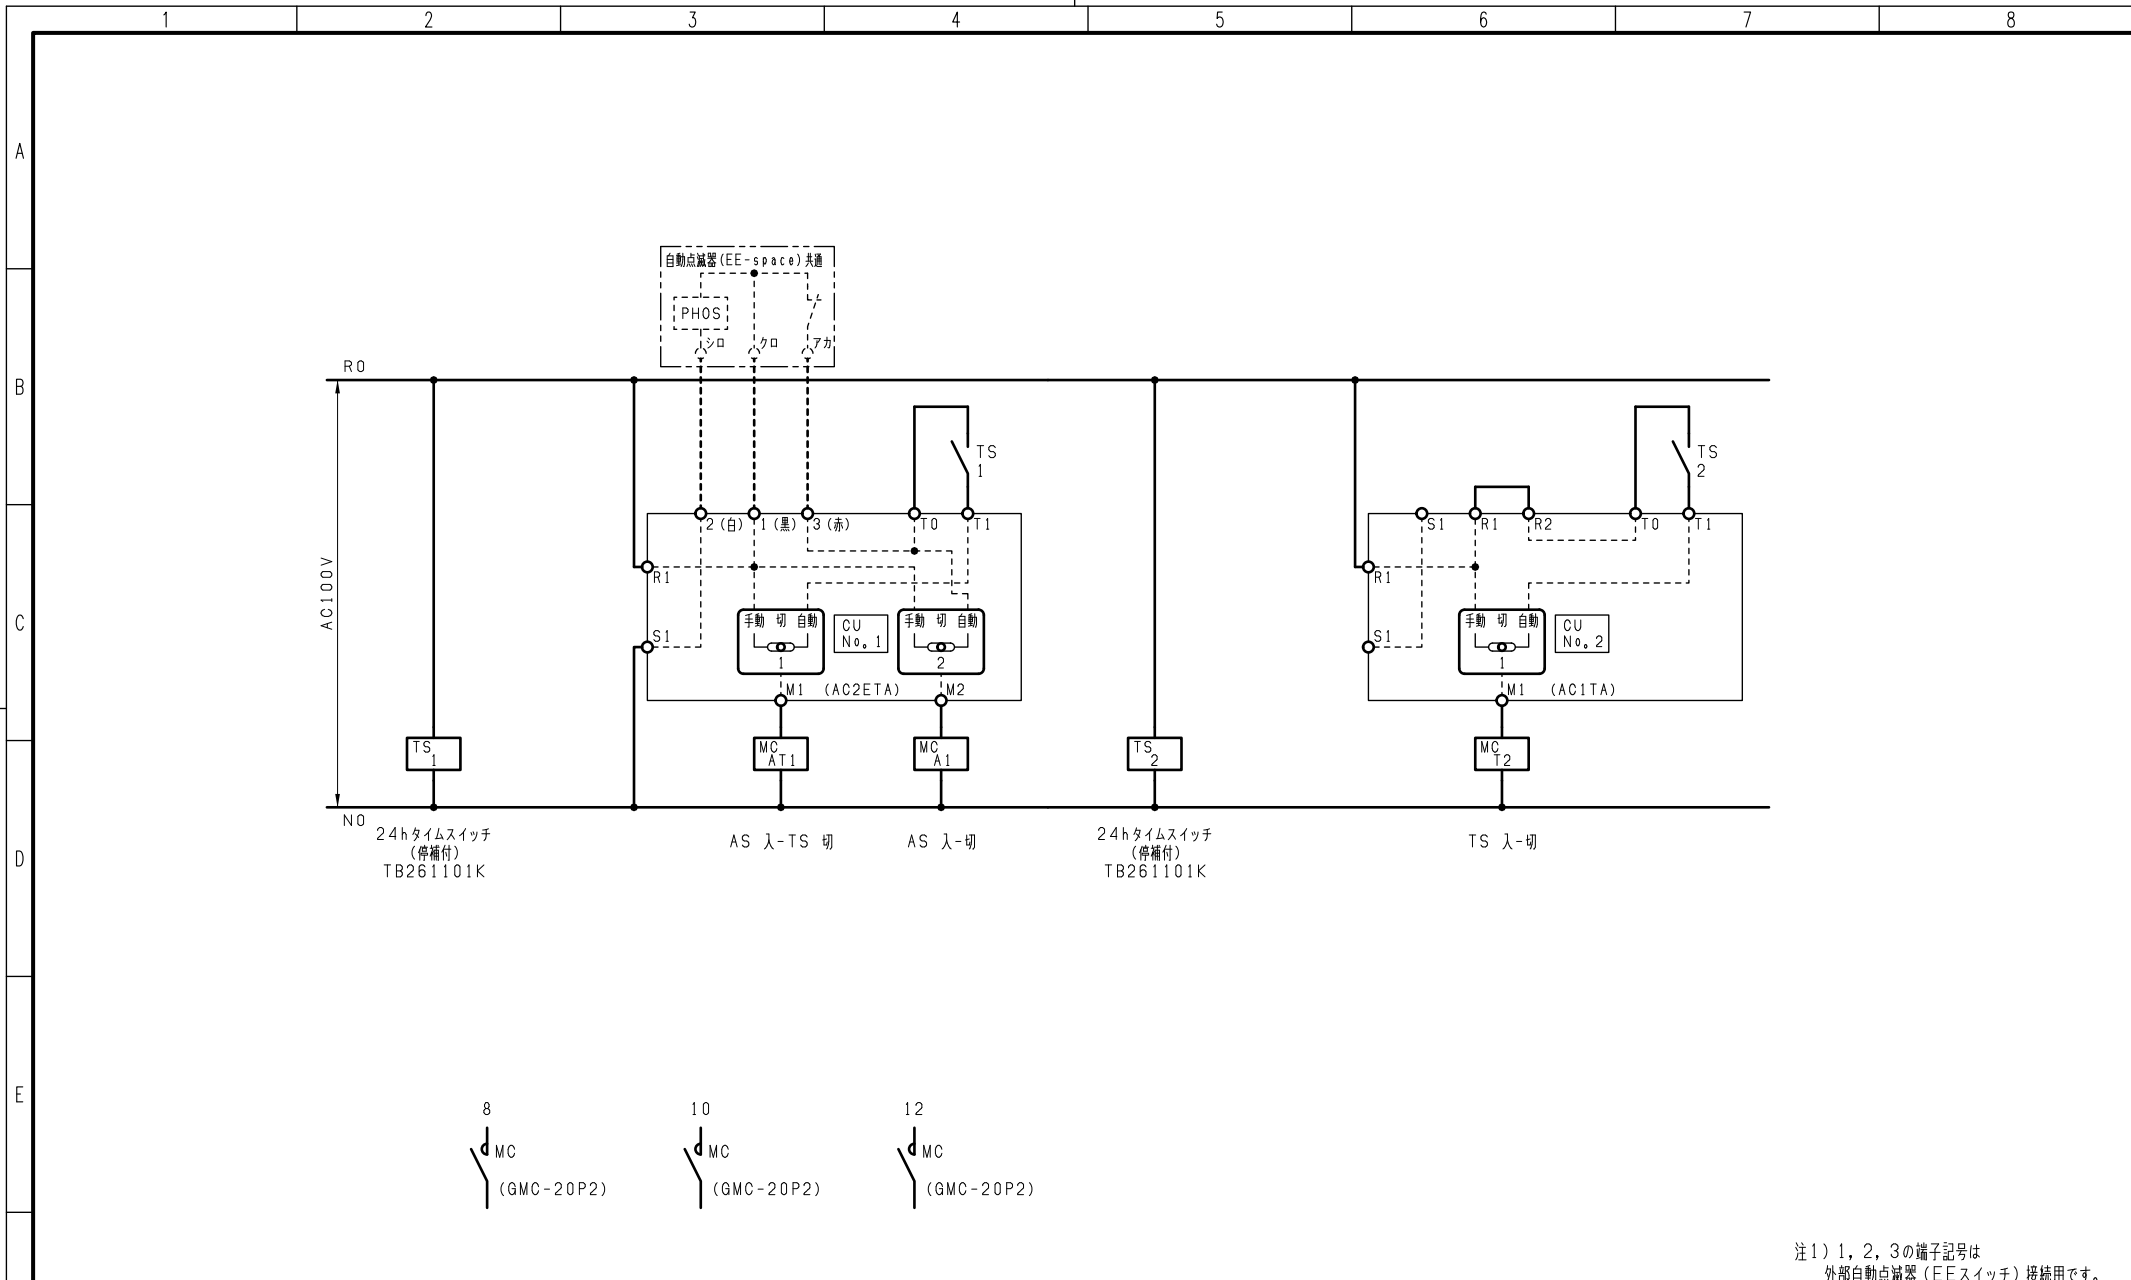 1 2 3 4 5 6 7 8
A
B
C
D
E
自動点滅器(EE-space)共通
PHOS
シロ クロ アカ
R0
AC100V
N0
TS
1
TS
2
2(白) 1(黒) 3(赤) T0 T1
R1
S1
手動 切 自動
1
CU
No. 1
手動 切 自動
2
M1 (AC2ETA) M2
S1 R1 R2 T0 T1
R1
S1
手動 切 自動
1
CU
No. 2
M1 (AC1TA)
TS
1
MC
AT1
MC
A1
TS
2
MC
T2
24hタイムスイッチ
(停補付)
TB261101K
AS 入-TS 切
AS 入-切
24hタイムスイッチ
(停補付)
TB261101K
TS 入-切
8
MC
(GMC-20P2)
10
MC
(GMC-20P2)
12
MC
(GMC-20P2)
注1) 1, 2, 3の端子記号は
外部自動点滅器(EEスイッチ)接続用です。